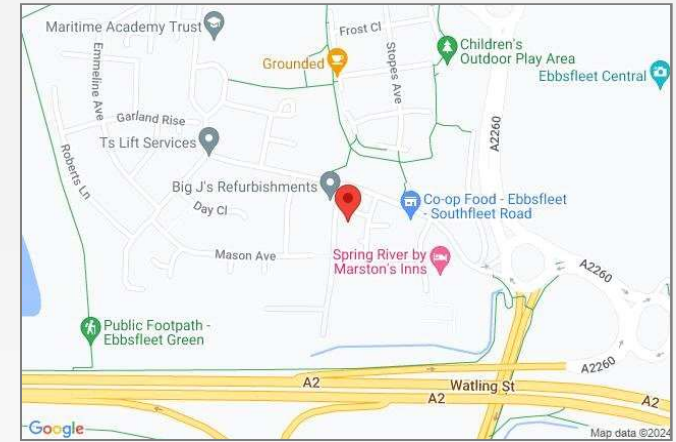 Maritime Academy Trust
Frost Cl
Emmeline Ave
Stopes Ave
Children's
Outdoor Play Area
Grounded
Ebbsfleet Central
A2260
Garland Rise
Ts Lift Services
Roberts Ln
Big J's Refurbishments
Day Cl
Co-op Food - Ebbsfleet
- Southfleet Road
Mason Ave
Spring River by
Marston's Inns
A2260
Public Footpath -
Ebbsfleet Green
A2260
A2
Watling St
A2
A2
Google
Map data ©2024